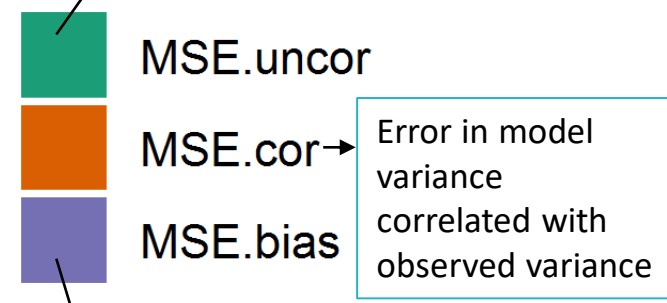 MSE.uncor
MSE.cor
Error in model
variance
correlated with
observed variance
MSE.bias